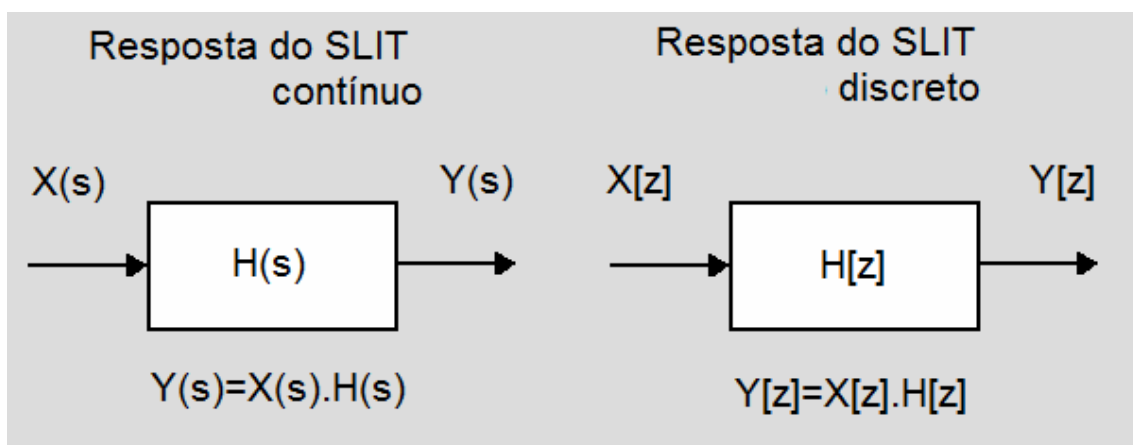 Resposta do SLIT
contínuo
X(s)
H(s)
Y(s)
Y(s)=X(s).H(s)
Resposta do SLIT
discreto
X[z]
H[z]
Y[z]
Y[z]=X[z].H[z]